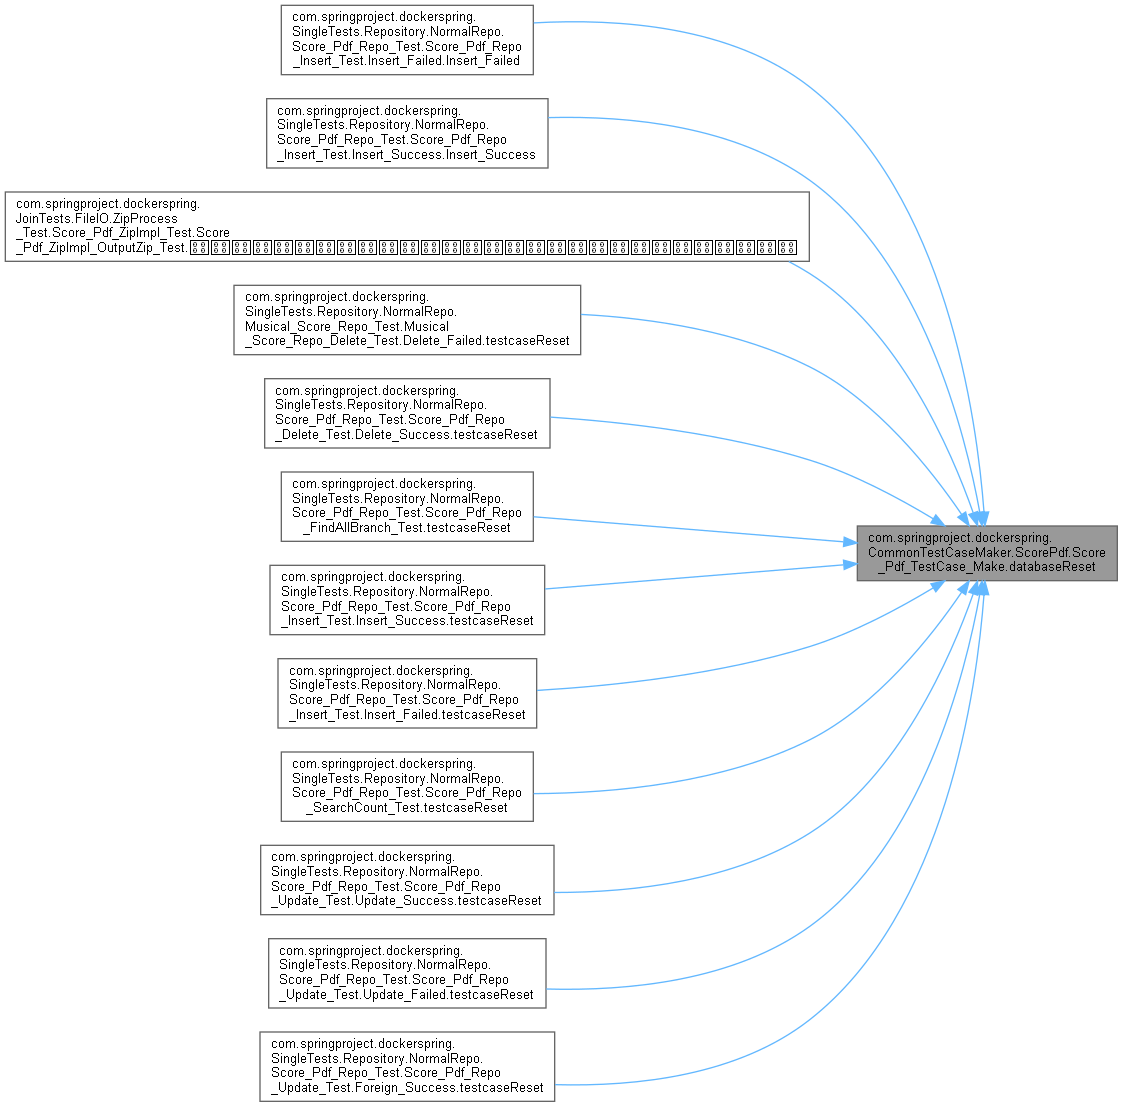 com.springproject.dockerspring.
SingleTests.Repository.NormalRepo.
Score_Pdf_Repo_Test.Score_Pdf_Repo
_Insert_Test.Insert_Failed.Insert_Failed
com.springproject.dockerspring.
SingleTests.Repository.NormalRepo.
Score_Pdf_Repo_Test.Score_Pdf_Repo
_Insert_Test.Insert_Success.Insert_Success
com.springproject.dockerspring.
JoinTests.FileIO.ZipProcess
_Test.Score_Pdf_ZipImpl_Test.Score
_Pdf_ZipImpl_OutputZip_Test.
com.springproject.dockerspring.
SingleTests.Repository.NormalRepo.
Musical_Score_Repo_Test.Musical
_Score_Repo_Delete_Test.Delete_Failed.testcaseReset
com.springproject.dockerspring.
SingleTests.Repository.NormalRepo.
Score_Pdf_Repo_Test.Score_Pdf_Repo
_Delete_Test.Delete_Success.testcaseReset
com.springproject.dockerspring.
SingleTests.Repository.NormalRepo.
Score_Pdf_Repo_Test.Score_Pdf_Repo
_FindAllBranch_Test.testcaseReset
com.springproject.dockerspring.
CommonTestCaseMaker.ScorePdf.Score
_Pdf_TestCase_Make.databaseReset
com.springproject.dockerspring.
SingleTests.Repository.NormalRepo.
Score_Pdf_Repo_Test.Score_Pdf_Repo
_Insert_Test.Insert_Success.testcaseReset
com.springproject.dockerspring.
SingleTests.Repository.NormalRepo.
Score_Pdf_Repo_Test.Score_Pdf_Repo
_Insert_Test.Insert_Failed.testcaseReset
com.springproject.dockerspring.
SingleTests.Repository.NormalRepo.
Score_Pdf_Repo_Test.Score_Pdf_Repo
_SearchCount_Test.testcaseReset
com.springproject.dockerspring.
SingleTests.Repository.NormalRepo.
Score_Pdf_Repo_Test.Score_Pdf_Repo
_Update_Test.Update_Success.testcaseReset
com.springproject.dockerspring.
SingleTests.Repository.NormalRepo.
Score_Pdf_Repo_Test.Score_Pdf_Repo
_Update_Test.Update_Failed.testcaseReset
com.springproject.dockerspring.
SingleTests.Repository.NormalRepo.
Score_Pdf_Repo_Test.Score_Pdf_Repo
_Update_Test.Foreign_Success.testcaseReset